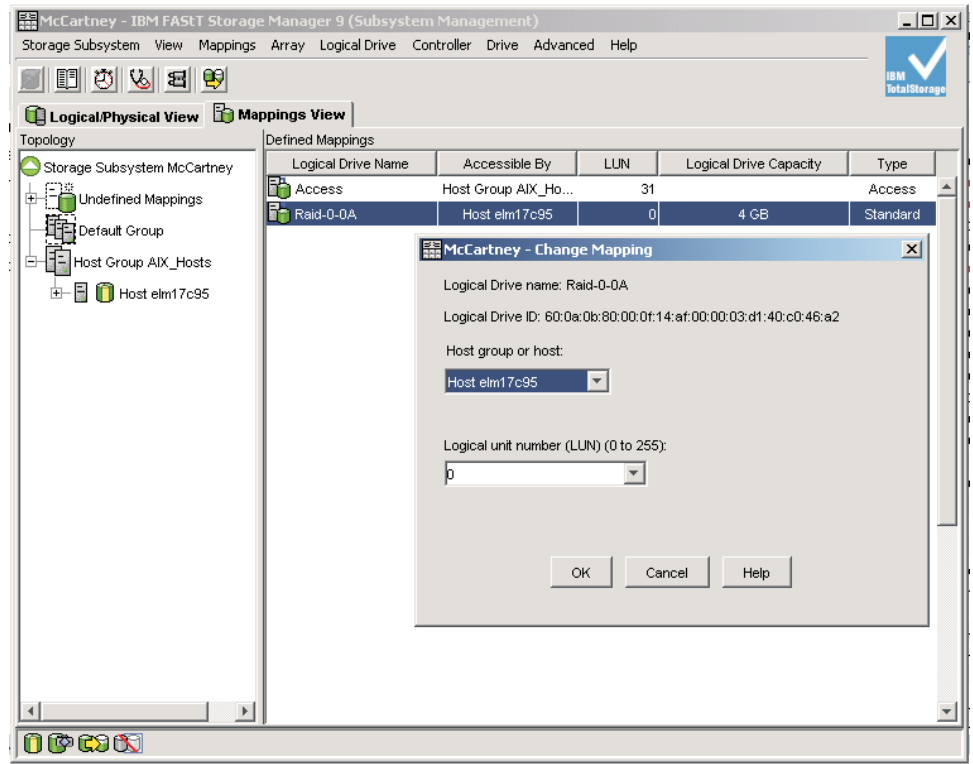 McCartney - IBM FAStT Storage Manager 9 (Subsystem Management)
Storage Subsystem View Mappings Array Logical Drive Controller Drive Advanced Help
IBM
TotalStorage
Logical/Physical View Mappings View
Topology
Storage Subsystem McCartney
Undefined Mappings
Default Group
Host Group AIX_Hosts
Host elm17c95
Defined Mappings
Logical Drive Name Accessible By LUN Logical Drive Capacity Type
Access Host Group AIX_Ho... 31 Access
Raid-0-0A Host elm17c95 0 4 GB Standard
McCartney - Change Mapping
Logical Drive name: Raid-0-0A
Logical Drive ID: 60:0a:0b:80:00:0f:14:af:00:00:03:d1:40:c0:46:a2
Host group or host:
Host elm17c95
Logical unit number (LUN) (0 to 255):
0
OK Cancel Help